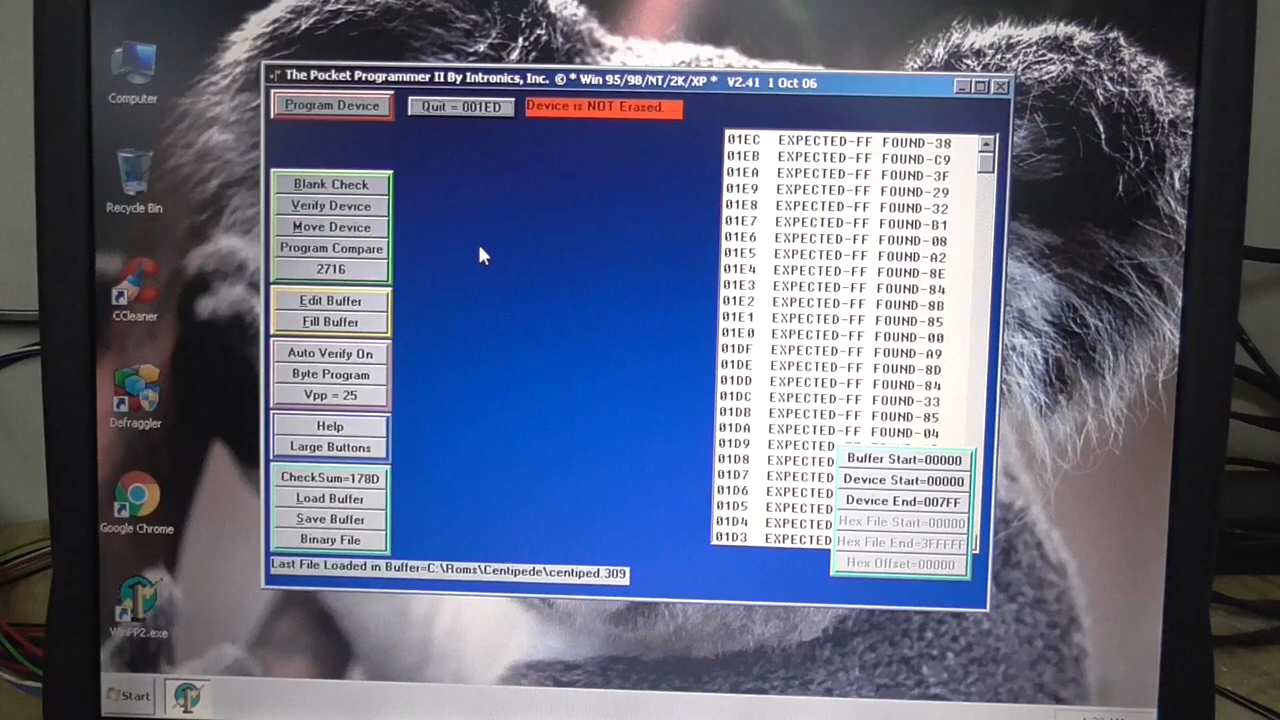 Computer
Recycle Bin
CCleaner
Defraggler
Google Chrome
WinPP2.exe
Start
The Pocket Programmer II By Intronics, Inc. © * Win 95/98/NT/2K/XP * V2.41 1 Oct 06
Program Device
Quit = 001ED
Device is NOT Erased.
Blank Check
Verify Device
Move Device
Program Compare
2716
Edit Buffer
Fill Buffer
Auto Verify On
Byte Program
Vpp = 25
Help
Large Buttons
CheckSum=178D
Load Buffer
Save Buffer
Binary File
Last File Loaded in Buffer=C:\Roms\Centipede\centiped.309
01EC EXPECTED-FF FOUND-38
01EB EXPECTED-FF FOUND-C9
01EA EXPECTED-FF FOUND-3F
01E9 EXPECTED-FF FOUND-29
01E8 EXPECTED-FF FOUND-32
01E7 EXPECTED-FF FOUND-B1
01E6 EXPECTED-FF FOUND-08
01E5 EXPECTED-FF FOUND-A2
01E4 EXPECTED-FF FOUND-8E
01E3 EXPECTED-FF FOUND-84
01E2 EXPECTED-FF FOUND-8B
01E1 EXPECTED-FF FOUND-85
01E0 EXPECTED-FF FOUND-00
01DF EXPECTED-FF FOUND-A9
01DE EXPECTED-FF FOUND-8D
01DD EXPECTED-FF FOUND-84
01DC EXPECTED-FF FOUND-33
01DB EXPECTED-FF FOUND-85
01DA EXPECTED-FF FOUND-04
01D9 EXPECTED
01D8 EXPECTED
01D7 EXPECTED
01D6 EXPECTED
01D5 EXPECTED
01D4 EXPECTED
01D3 EXPECTED
Buffer Start=00000
Device Start=00000
Device End=007FF
Hex File Start=00000
Hex File End=3FFFFF
Hex Offset=00000